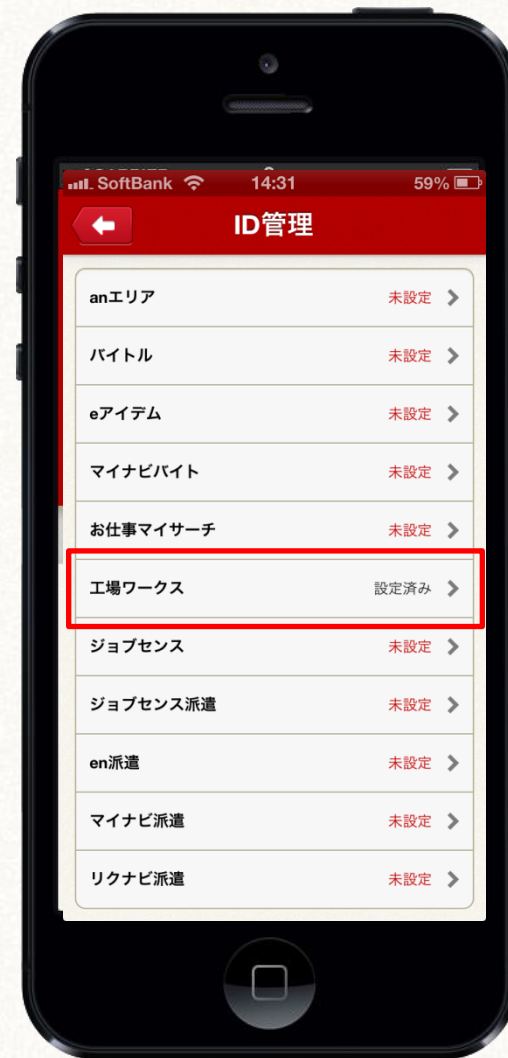 SoftBank 14:31 59%
ID管理
anエリア 未設定
バイトル 未設定
eアイデム 未設定
マイナビバイト 未設定
お仕事マイサーチ 未設定
工場ワークス 設定済み
ジョブセンス 未設定
ジョブセンス派遣 未設定
en派遣 未設定
マイナビ派遣 未設定
リクナビ派遣 未設定